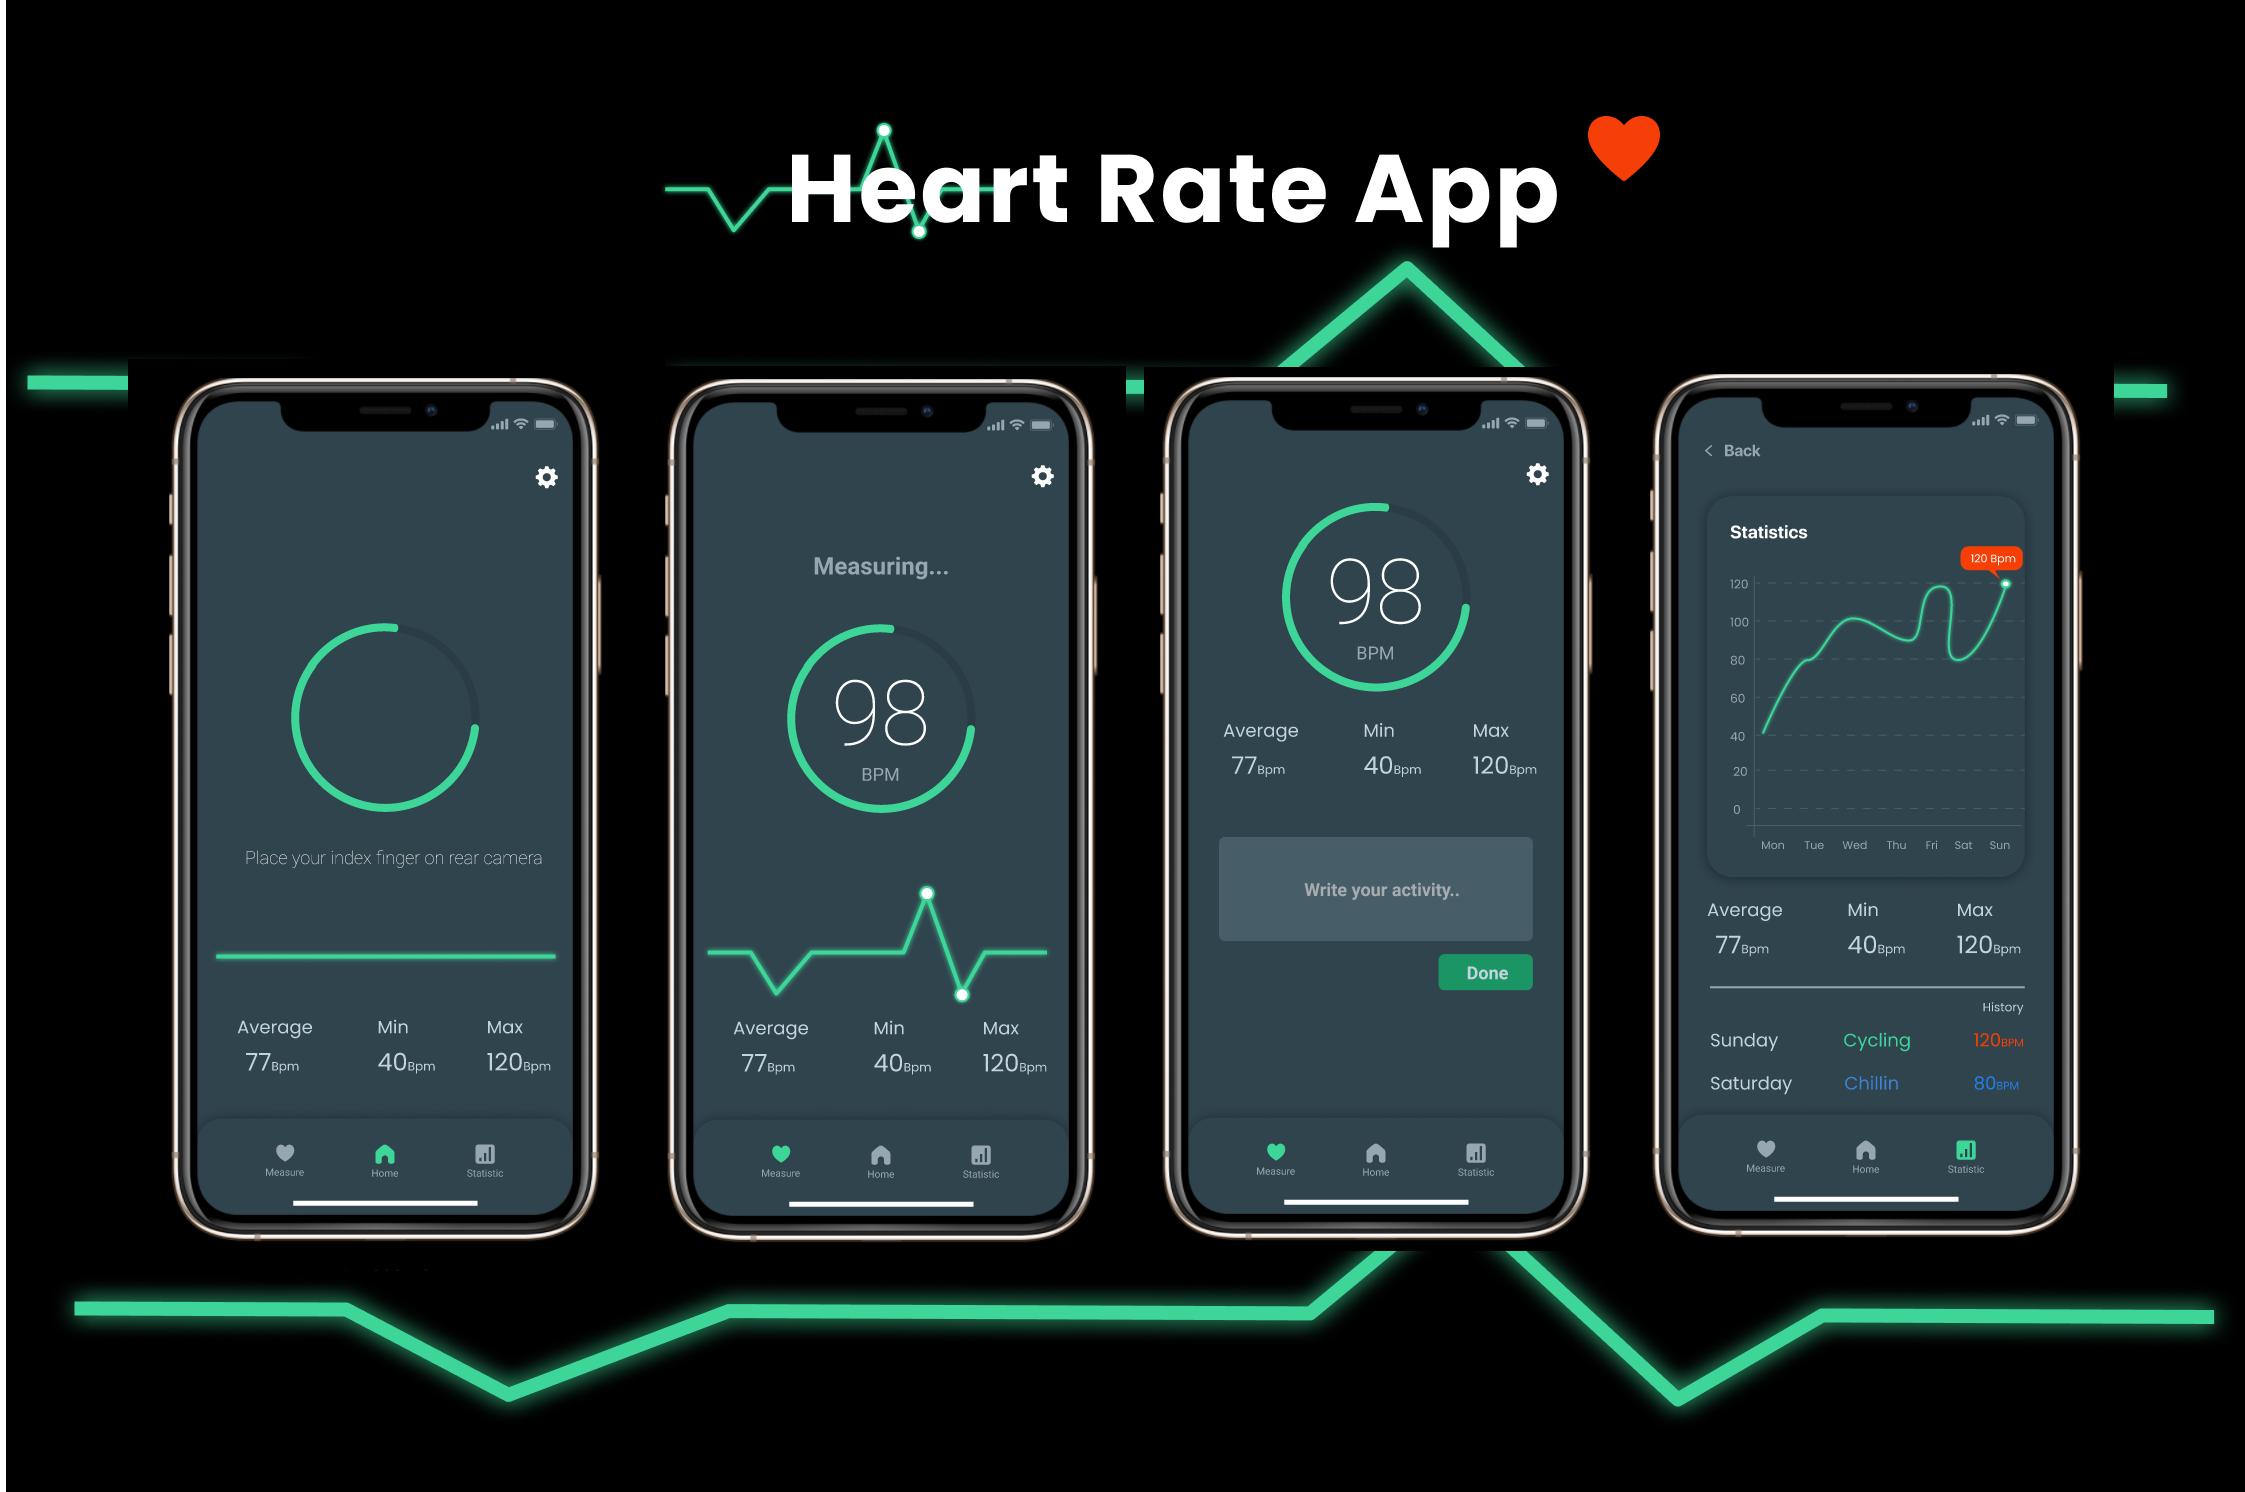 Heart Rate App
Place your index finger on rear camera
Average Min Max
77Bpm 40Bpm 120Bpm
Measure Home Statistic
Measuring...
98
BPM
Average Min Max
77Bpm 40Bpm 120Bpm
Measure Home Statistic
98
BPM
Average Min Max
77Bpm 40Bpm 120Bpm
Write your activity..
Done
Measure Home Statistic
Back
Statistics
120 Bpm
120
100
80
60
40
20
0
Mon Tue Wed Thu Fri Sat Sun
Average Min Max
77Bpm 40Bpm 120Bpm
History
Sunday Cycling 120BPM
Saturday Chillin 80BPM
Measure Home Statistic